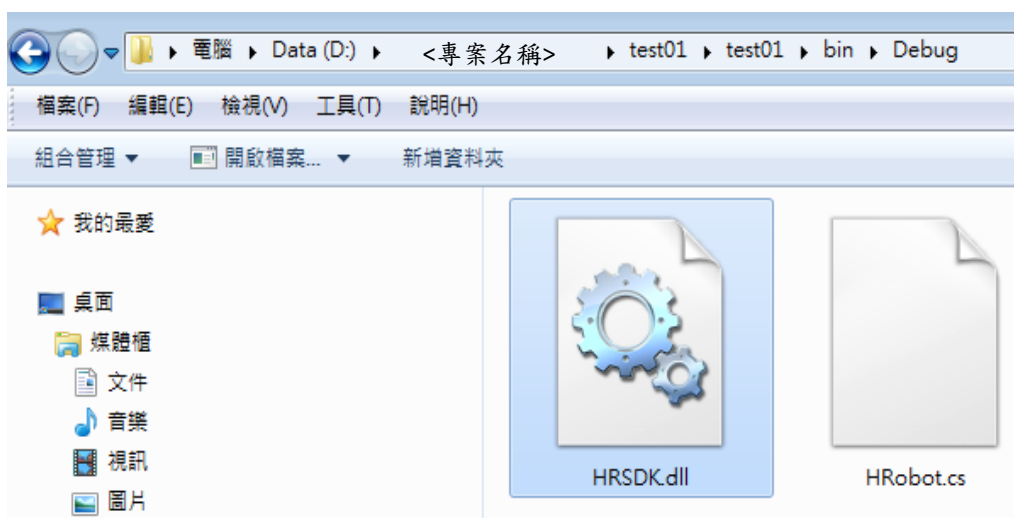 電腦 ▸ Data (D:) ▸ <專案名稱> ▸ test01 ▸ test01 ▸ bin ▸ Debug
檔案(F) 編輯(E) 檢視(V) 工具(T) 說明(H)
組合管理 ▼ 開啟檔案... ▼ 新增資料夾
我的最愛
桌面
媒體櫃
文件
音樂
視訊
圖片
HRSDK.dll
HRobot.cs